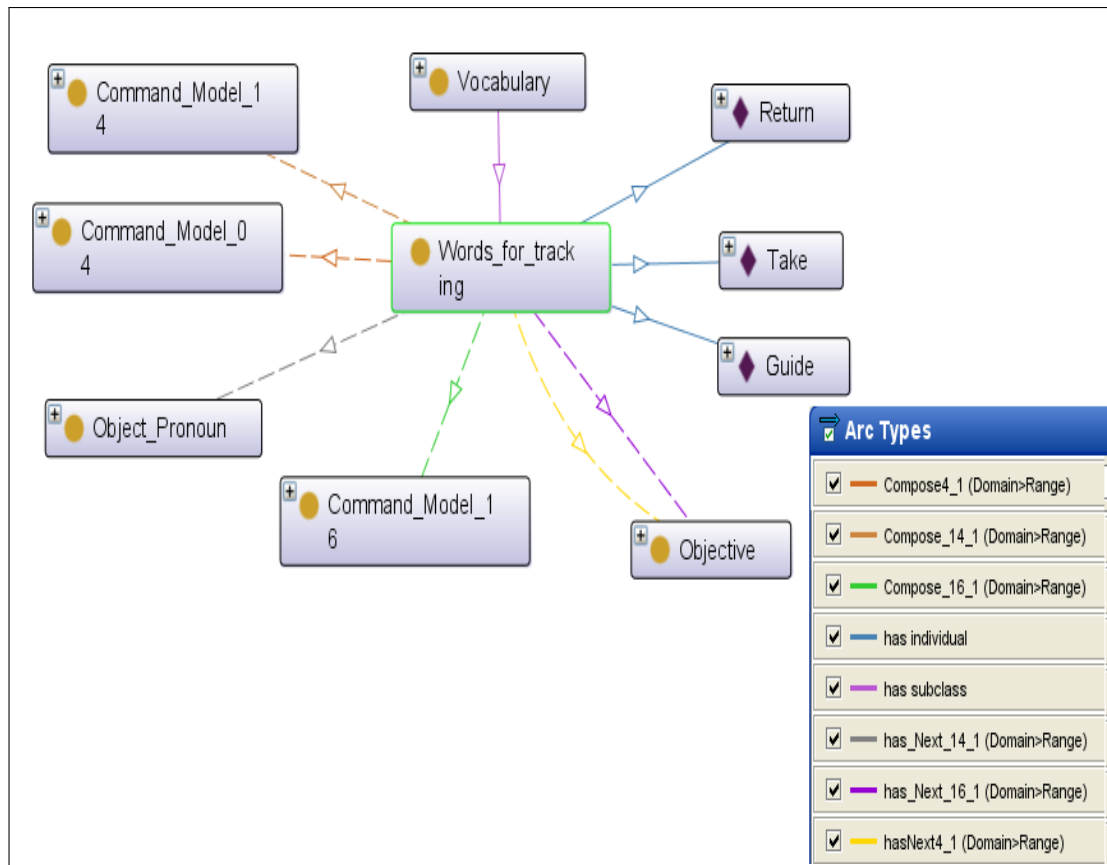 Command_Model_1
4
Vocabulary
Return
Command_Model_0
4
Words_for_track
ing
Take
Guide
Object_Pronoun
Command_Model_1
6
Objective
Arc Types
Compose4_1 (Domain>Range)
Compose_14_1 (Domain>Range)
Compose_16_1 (Domain>Range)
has individual
has subclass
has_Next_14_1 (Domain>Range)
has_Next_16_1 (Domain>Range)
hasNext4_1 (Domain>Range)